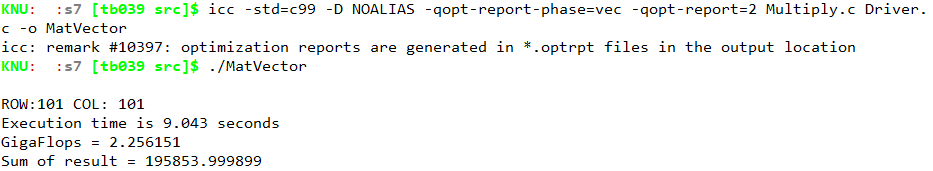 KNU:  :s7 [tb039 src]$ icc -std=c99 -D NOALIAS -qopt-report-phase=vec -qopt-report=2 Multiply.c Driver.
c -o MatVector
icc: remark #10397: optimization reports are generated in *.optrpt files in the output location
KNU:  :s7 [tb039 src]$ ./MatVector
ROW:101 COL: 101
Execution time is 9.043 seconds
GigaFlops = 2.256151
Sum of result = 195853.999899